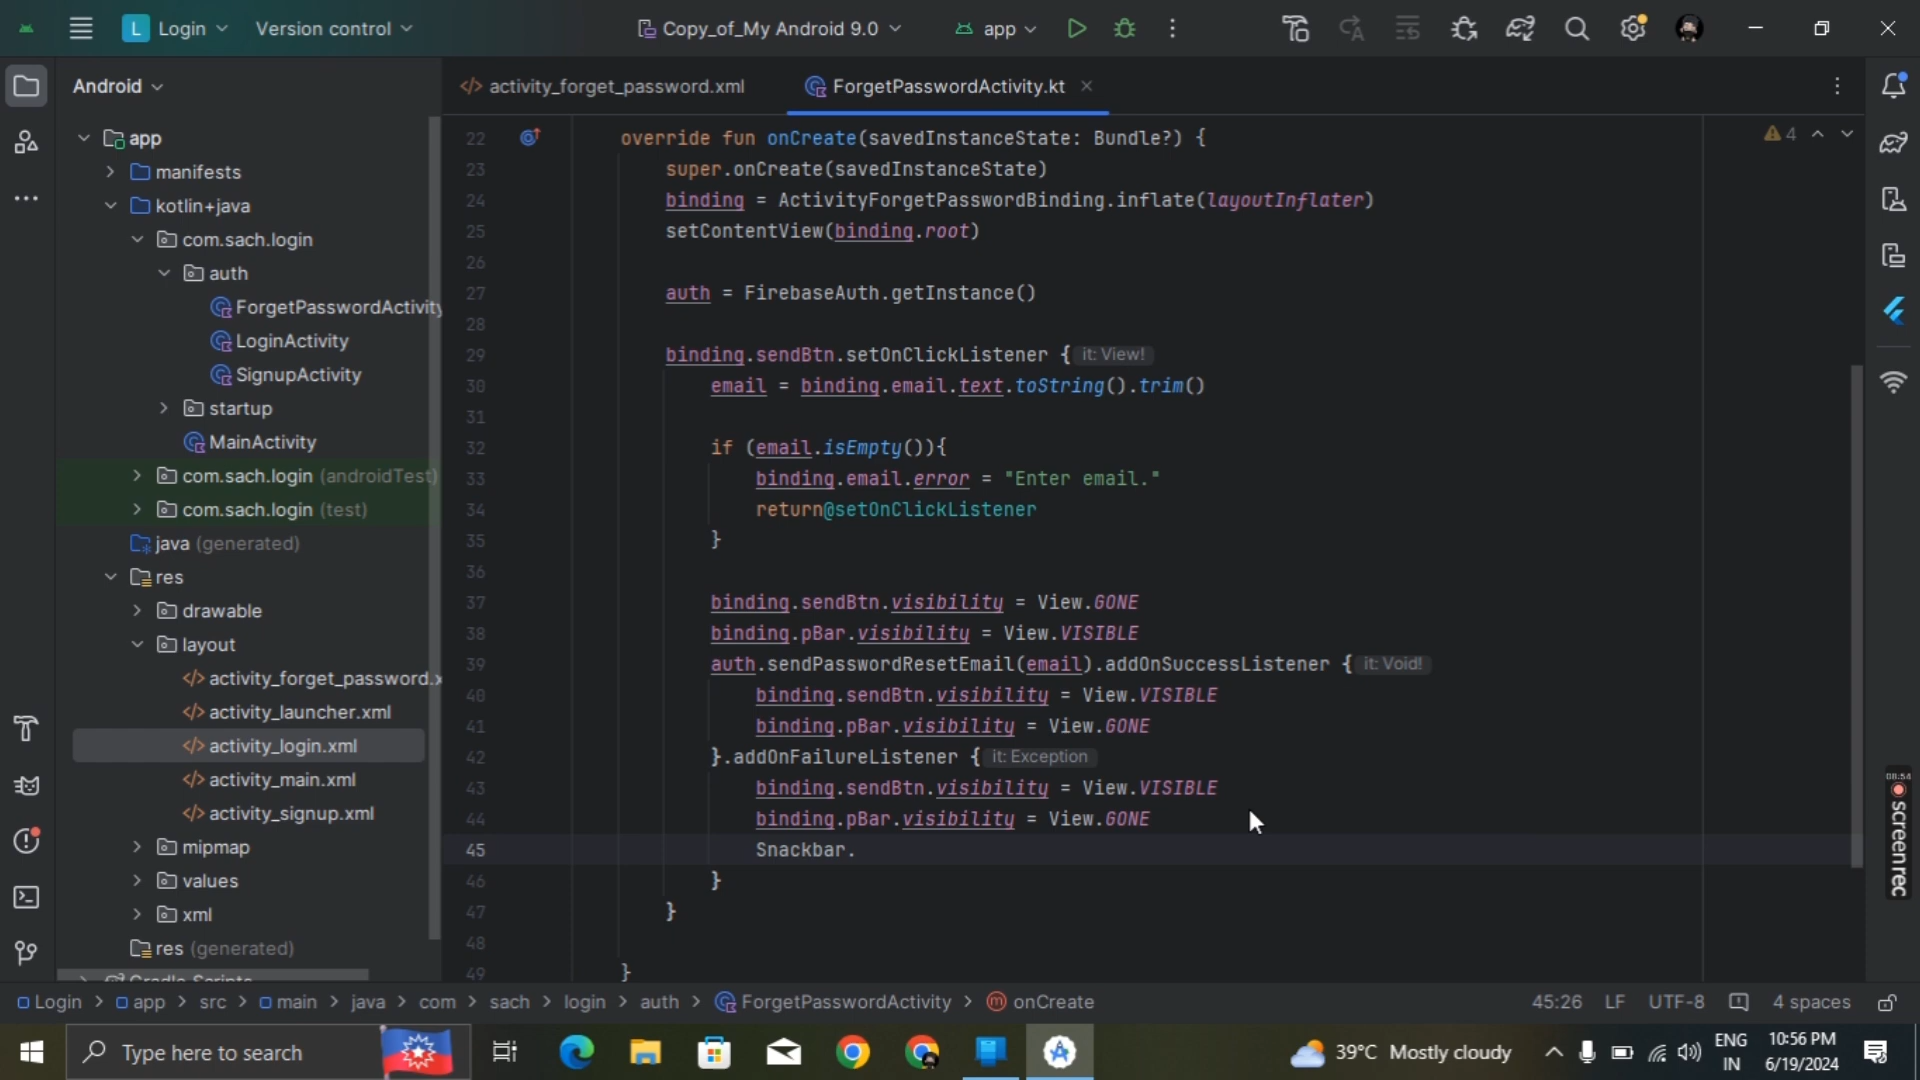 L Login Version control Copy_of_My Android 9.0 app
Android
activity_forget_password.xml ForgetPasswordActivity.kt
app
manifests
kotlin+java
com.sach.login
auth
ForgetPasswordActivity
LoginActivity
SignupActivity
startup
MainActivity
com.sach.login (androidTest)
com.sach.login (test)
java (generated)
res
drawable
layout
activity_forget_password.x
activity_launcher.xml
activity_login.xml
activity_main.xml
activity_signup.xml
mipmap
values
xml
res (generated)
Gradle Scripts
4
22 override fun onCreate(savedInstanceState: Bundle?) {
23 super.onCreate(savedInstanceState)
24 binding = ActivityForgetPasswordBinding.inflate(layoutInflater)
25 setContentView(binding.root)
26
27 auth = FirebaseAuth.getInstance()
28
29 binding.sendBtn.setOnClickListener { it: View!
30 email = binding.email.text.toString().trim()
31
32 if (email.isEmpty()){
33 binding.email.error = "Enter email."
34 return@setOnClickListener
35 }
36
37 binding.sendBtn.visibility = View.GONE
38 binding.pBar.visibility = View.VISIBLE
39 auth.sendPasswordResetEmail(email).addOnSuccessListener { it: Void!
40 binding.sendBtn.visibility = View.VISIBLE
41 binding.pBar.visibility = View.GONE
42 }.addOnFailureListener { it: Exception
43 binding.sendBtn.visibility = View.VISIBLE
44 binding.pBar.visibility = View.GONE
45 Snackbar.
46 }
47 }
48
49 }
08:54
screenrec
Login > app > src > main > java > com > sach > login > auth > ForgetPasswordActivity > onCreate 45:26 LF UTF-8 4 spaces
Type here to search 39°C Mostly cloudy ENG IN 10:56 PM 6/19/2024